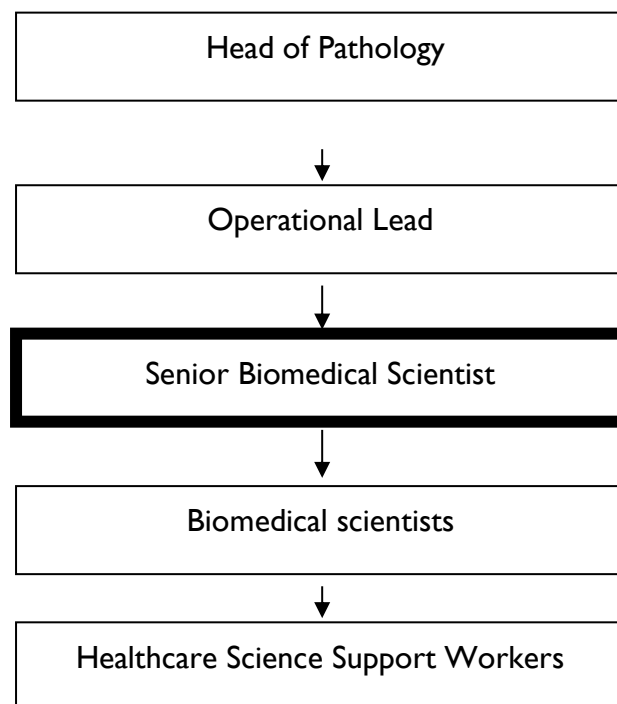 Head of Pathology
Operational Lead
Senior Biomedical Scientist
Biomedical scientists
Healthcare Science Support Workers